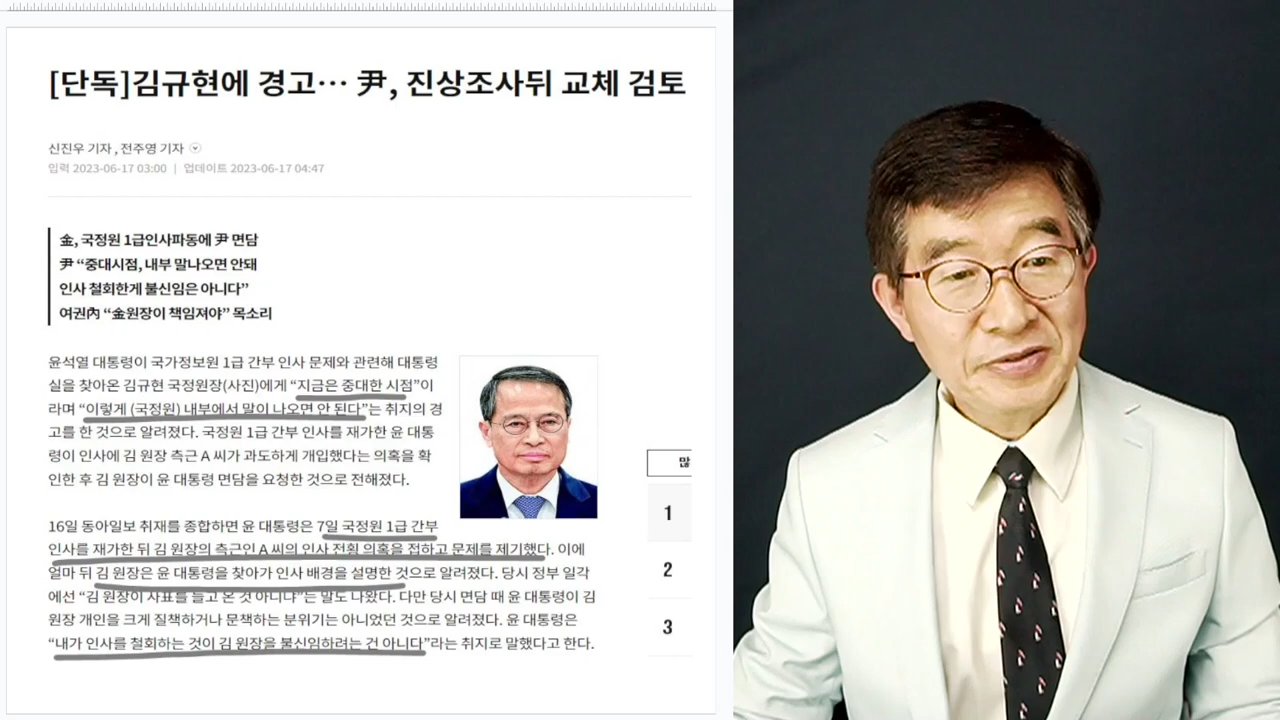 [단독]김규현에 경고… 尹, 진상조사뒤 교체 검토
신진우 기자 , 전주영 기자
입력 2023-06-17 03:00 | 업데이트 2023-06-17 04:47
金, 국정원 1급인사파동에 尹 면담
尹 “중대시점, 내부 말나오면 안돼
인사 철회한게 불신임은 아니다”
여권內 “金원장이 책임져야” 목소리
윤석열 대통령이 국가정보원 1급 간부 인사 문제와 관련해 대통령
실을 찾아온 김규현 국정원장(사진)에게 “지금은 중대한 시점”이
라며 “이렇게 (국정원) 내부에서 말이 나오면 안 된다”는 취지의 경
고를 한 것으로 알려졌다. 국정원 1급 간부 인사를 재가한 윤 대통
령이 인사에 김 원장 측근 A 씨가 과도하게 개입했다는 의혹을 확
인한 후 김 원장이 윤 대통령 면담을 요청한 것으로 전해졌다.
많
1
2
3
16일 동아일보 취재를 종합하면 윤 대통령은 7일 국정원 1급 간부
인사를 재가한 뒤 김 원장의 측근인 A 씨의 인사 전횡 의혹을 접하고 문제를 제기했다. 이에
얼마 뒤 김 원장은 윤 대통령을 찾아가 인사 배경을 설명한 것으로 알려졌다. 당시 정부 일각
에선 “김 원장이 사표를 들고 온 것 아니냐”는 말도 나왔다. 다만 당시 면담 때 윤 대통령이 김
원장 개인을 크게 질책하거나 문책하는 분위기는 아니었던 것으로 알려졌다. 윤 대통령은
“내가 인사를 철회하는 것이 김 원장을 불신임하려는 건 아니다”라는 취지로 말했다고 한다.